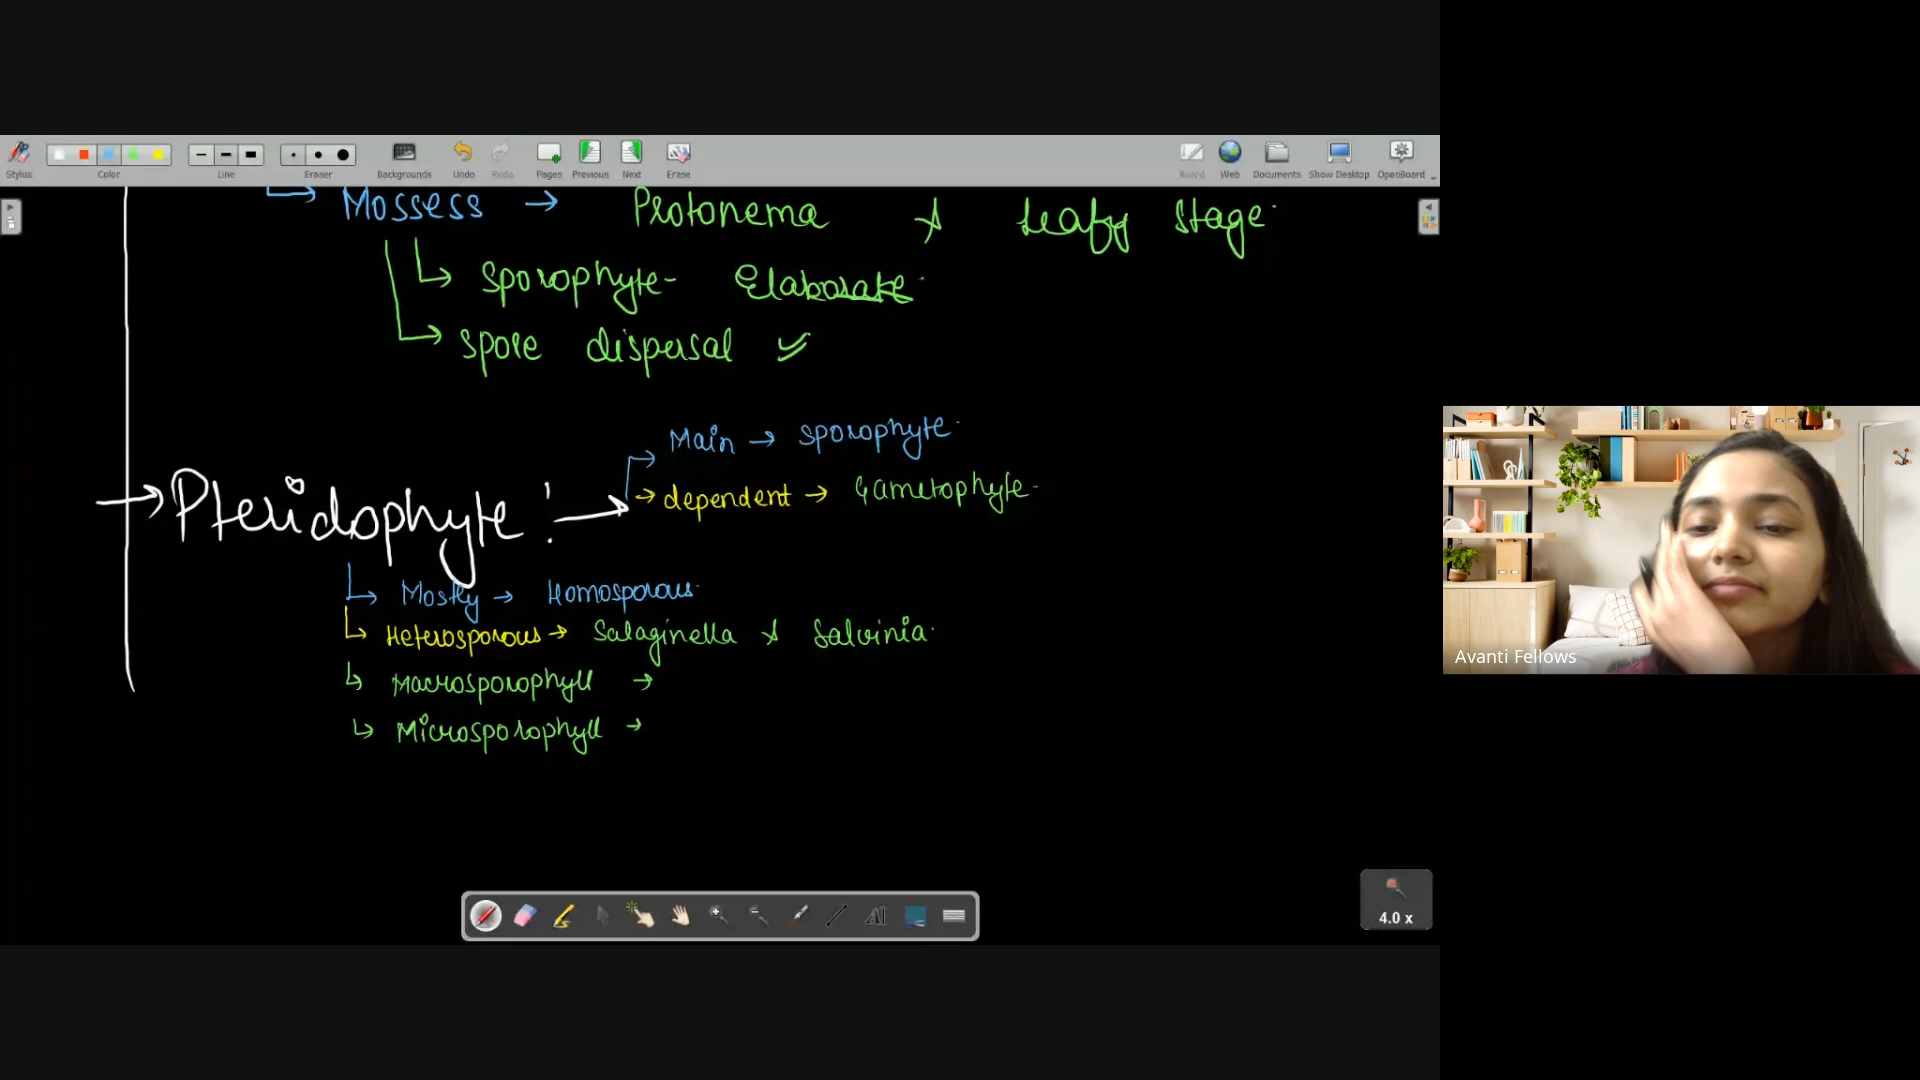 Stylus Color Line Eraser Backgrounds Undo Redo Pages Previous Next Erase Board Web Documents Show Desktop OpenBoard
Mossess → Protonema & Leafy Stage.
↳ Sporophyte - Elaborate.
↳ Spore dispersal
Main → Sporophyte.
→ Pteridophyte! →
→ dependent → Gametophyte.
↳ Mostly → Homosporous.
↳ Heterosporous → Salaginella & Salvinia.
↳ Macrosporophyll →
↳ Microsporophyll →
Avanti Fellows
4.0 x